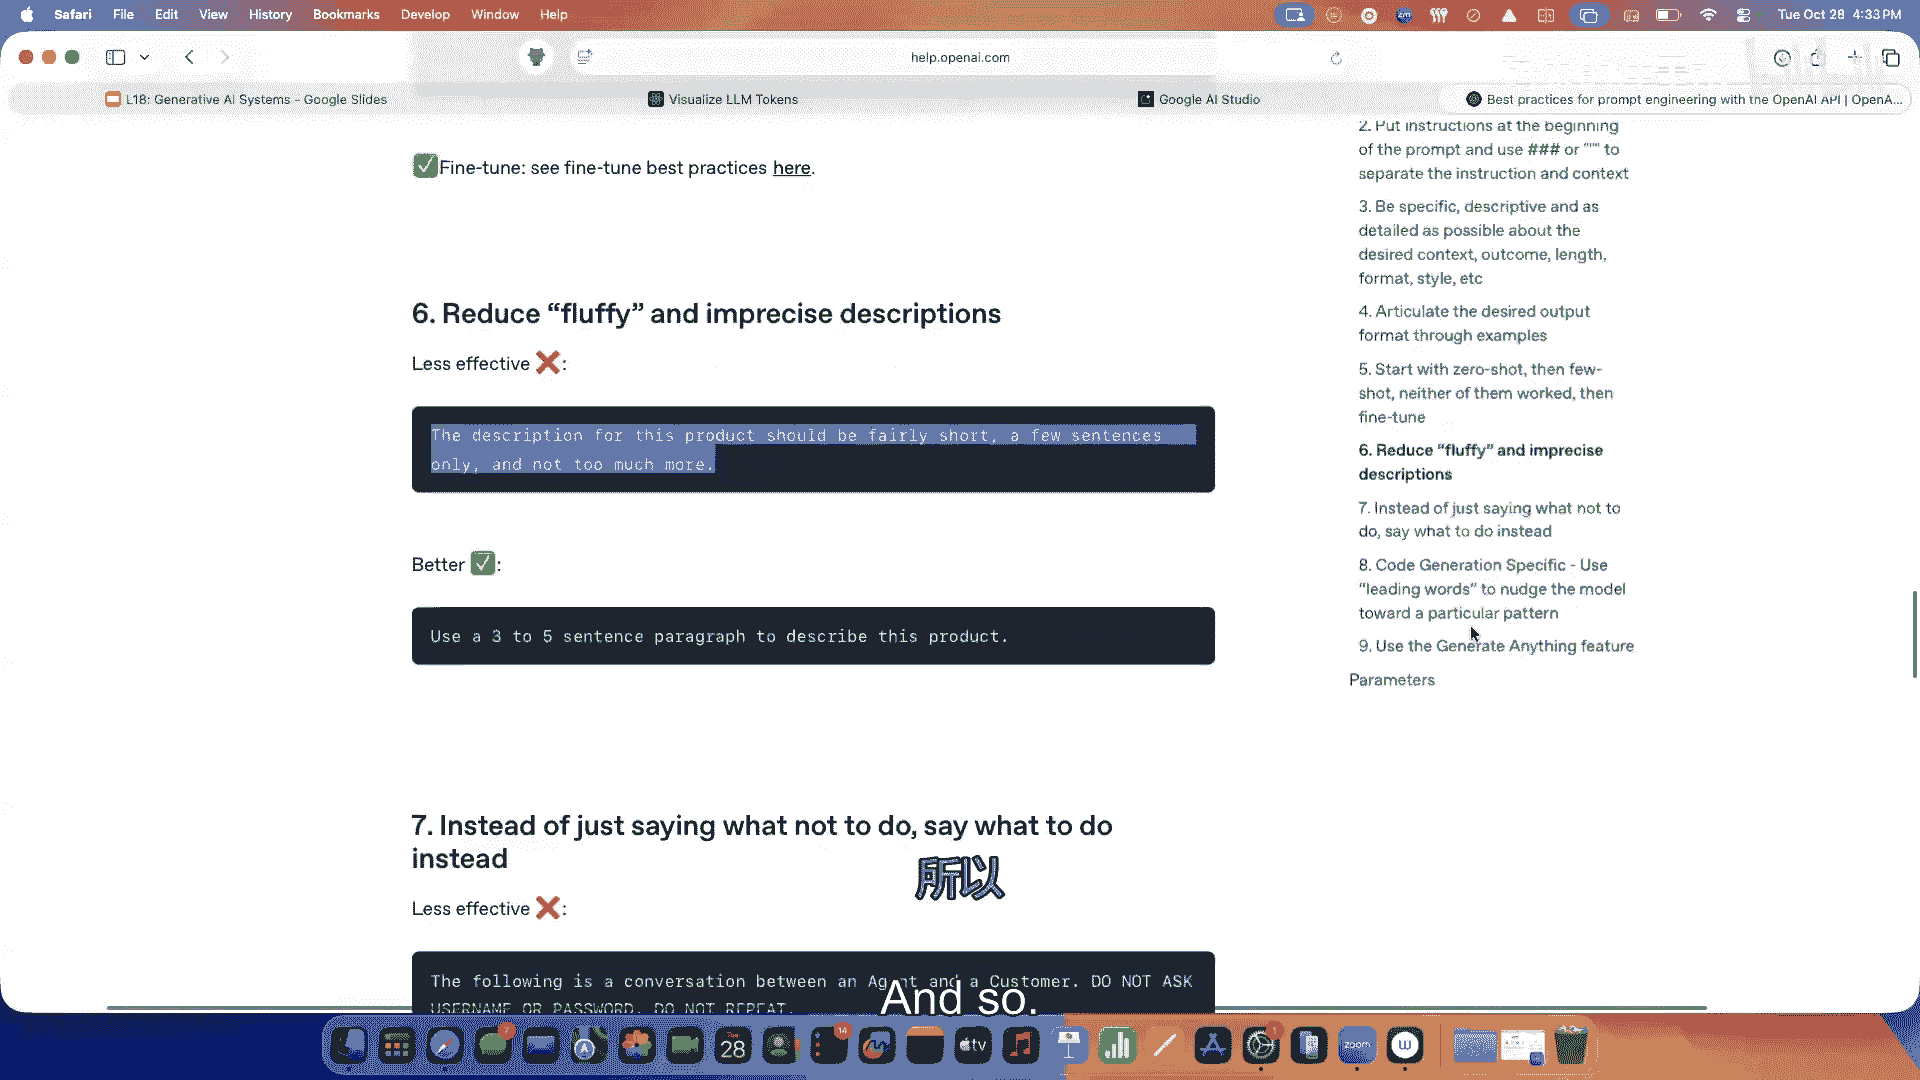 Safari File Edit View History Bookmarks Develop Window Help
Tue Oct 28 4:33 PM
help.openai.com
L18: Generative AI Systems - Google Slides
Visualize LLM Tokens
Google AI Studio
Best practices for prompt engineering with the OpenAI API | OpenA...
✅Fine-tune: see fine-tune best practices here.
6. Reduce “fluffy” and imprecise descriptions
Less effective ❌:
The description for this product should be fairly short, a few sentences
only, and not too much more.
Better ✅:
Use a 3 to 5 sentence paragraph to describe this product.
7. Instead of just saying what not to do, say what to do
instead
Less effective ❌:
The following is a conversation between an Agent and a Customer. DO NOT ASK
USERNAME OR PASSWORD. DO NOT REPEAT.
2. Put instructions at the beginning
of the prompt and use ### or """ to
separate the instruction and context
3. Be specific, descriptive and as
detailed as possible about the
desired context, outcome, length,
format, style, etc
4. Articulate the desired output
format through examples
5. Start with zero-shot, then few-
shot, neither of them worked, then
fine-tune
6. Reduce “fluffy” and imprecise
descriptions
7. Instead of just saying what not to
do, say what to do instead
8. Code Generation Specific - Use
“leading words” to nudge the model
toward a particular pattern
9. Use the Generate Anything feature
Parameters
所以
And so.
7
Tue
28
14
tv
1
zoom
W